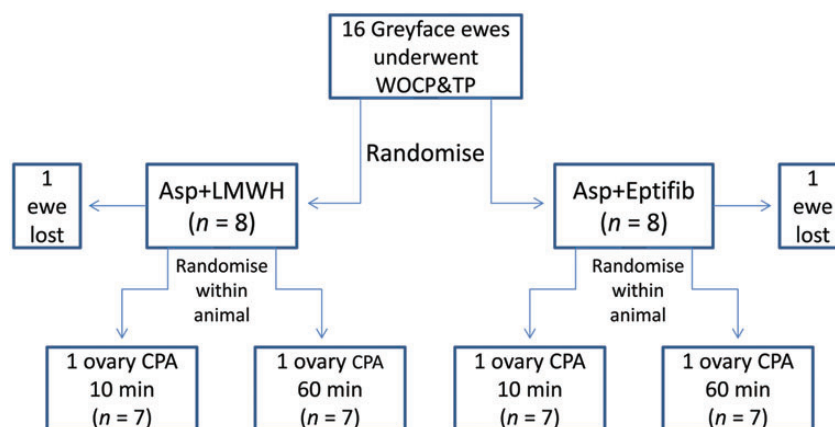 16 Greyface ewes
underwent
WOCP&TP
Randomise
1
ewe
lost
Asp+LMWH
(n = 8)
Asp+Eptifib
(n = 8)
1
ewe
lost
Randomise
within
animal
Randomise
within
animal
1 ovary CPA
10 min
(n = 7)
1 ovary CPA
60 min
(n = 7)
1 ovary CPA
10 min
(n = 7)
1 ovary CPA
60 min
(n = 7)